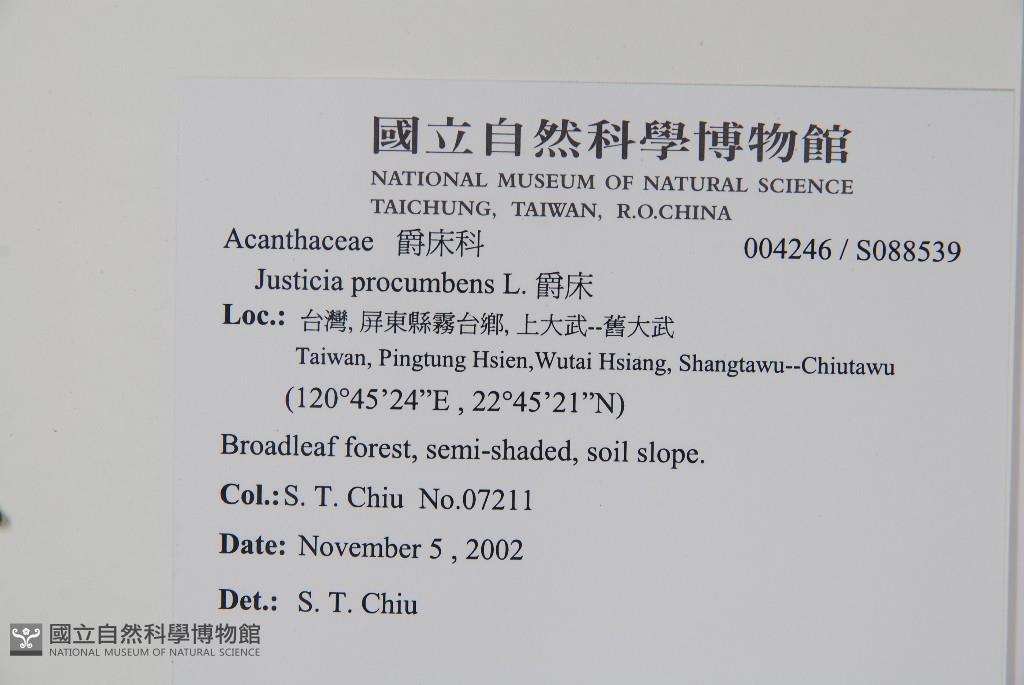 國立自然科學博物館
NATIONAL MUSEUM OF NATURAL SCIENCE
TAICHUNG, TAIWAN, R.O.CHINA
Acanthaceae 爵床科 004246 / S088539
Justicia procumbens L. 爵床
Loc.: 台灣, 屏東縣霧台鄉, 上大武--舊大武
Taiwan, Pingtung Hsien,Wutai Hsiang, Shangtawu--Chiutawu
(120°45’24”E , 22°45’21”N)
Broadleaf forest, semi-shaded, soil slope.
Col.: S. T. Chiu No.07211
Date: November 5 , 2002
Det.: S. T. Chiu
國立自然科學博物館
NATIONAL MUSEUM OF NATURAL SCIENCE